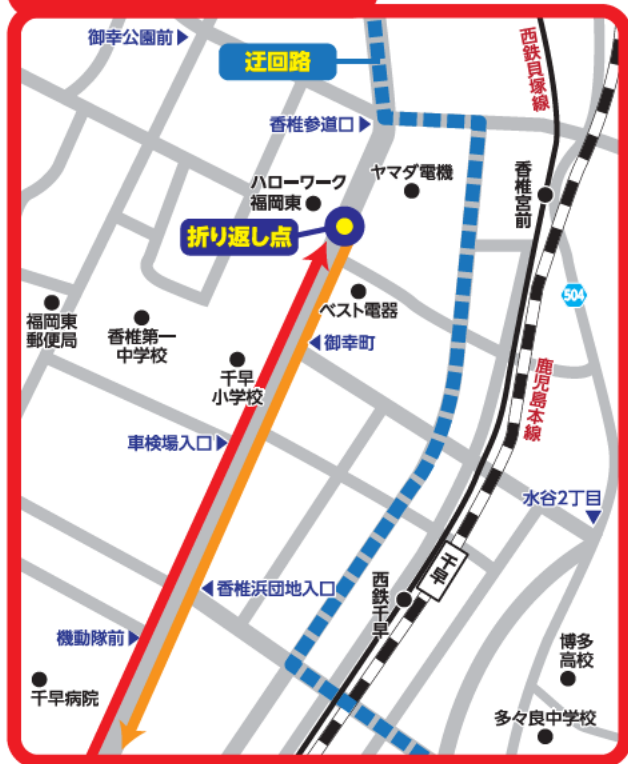 御幸公園前
迂回路
西鉄貝塚線
香椎参道口
ハローワーク
福岡東
ヤマダ電機
香椎宮前
折り返し点
504
福岡東
郵便局
香椎第一
中学校
ベスト電器
御幸町
千早
小学校
鹿児島本線
車検場入口
水谷2丁目
千早
香椎浜団地入口
西鉄千早
機動隊前
博多
高校
千早病院
多々良中学校